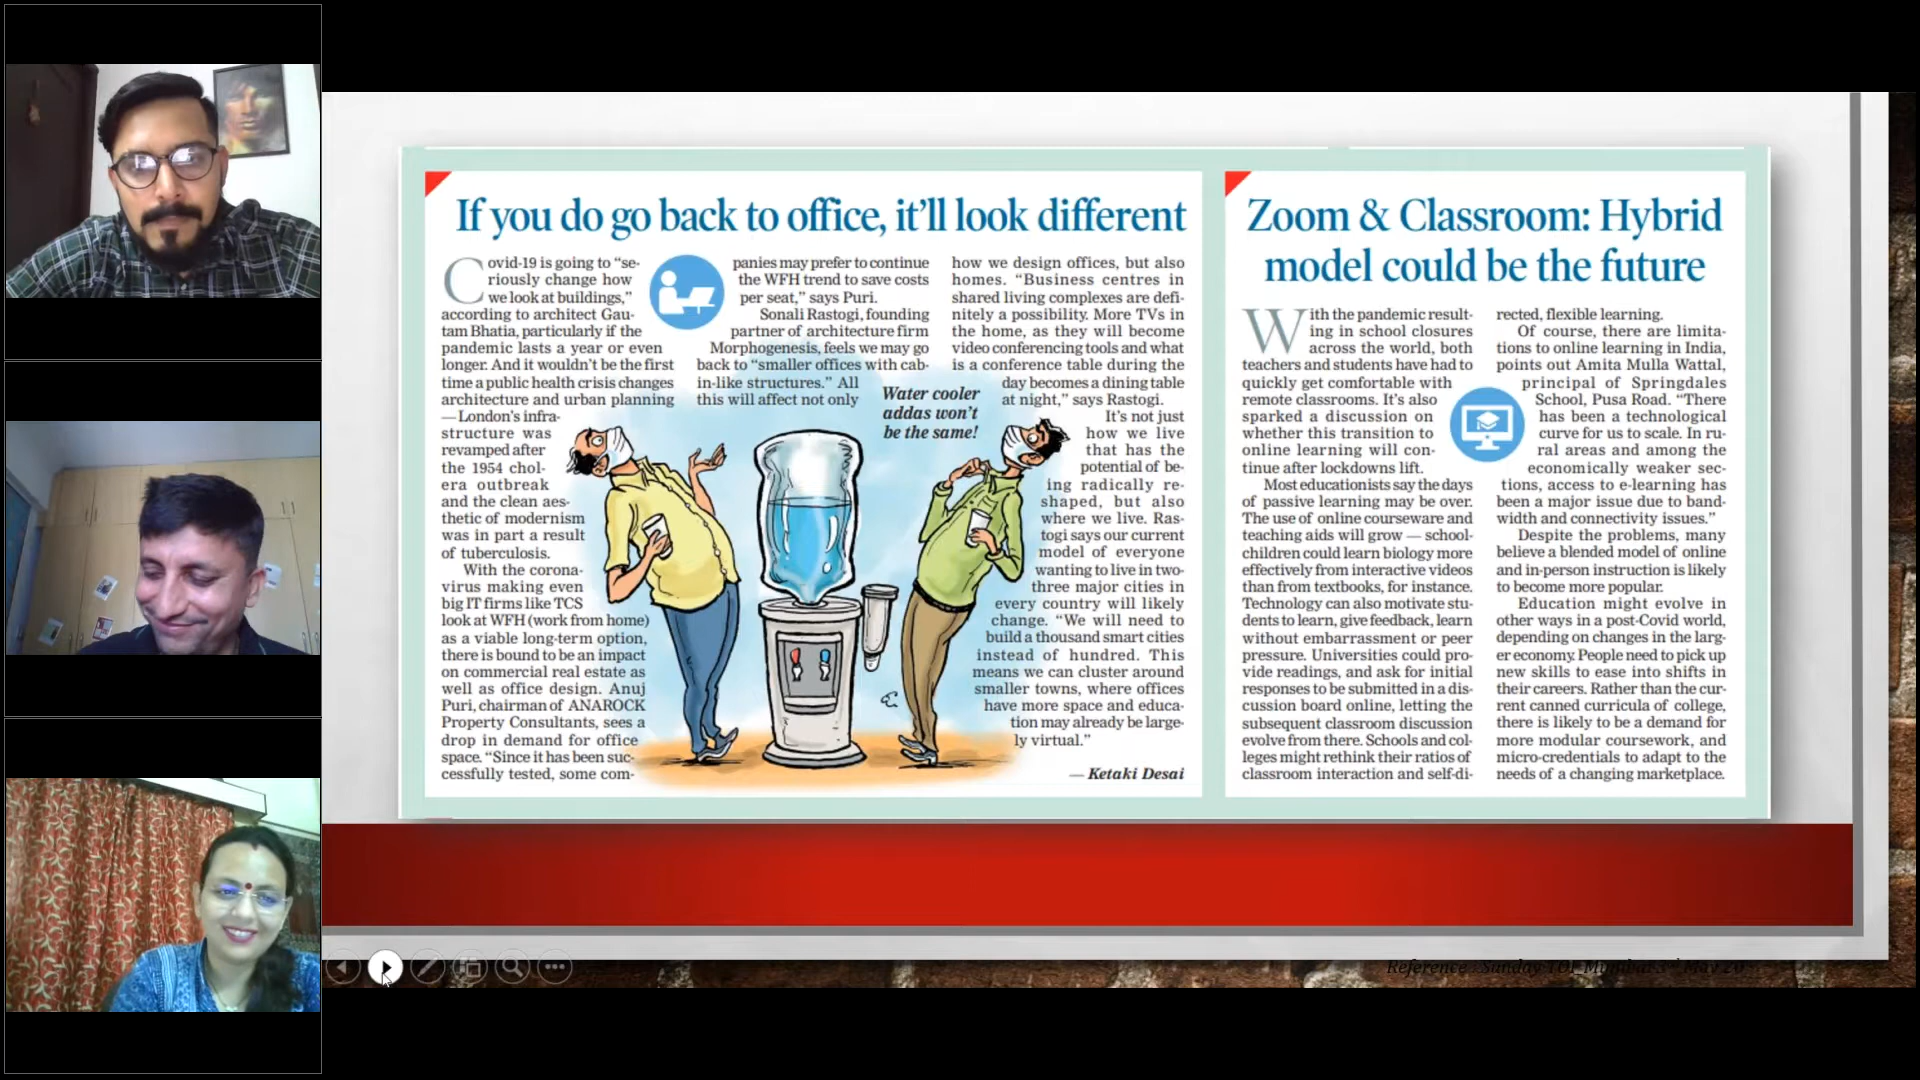 If you do go back to office, it’ll look different
Covid-19 is going to “se-
riously change how
we look at buildings,”
according to architect Gau-
tam Bhatia, particularly if the
pandemic lasts a year or even
longer. And it wouldn’t be the first
time a public health crisis changes
architecture and urban planning
— London’s infra-
structure was
revamped after
the 1954 chol-
era outbreak
and the clean aes-
thetic of modernism
was in part a result
of tuberculosis.
With the corona-
virus making even
big IT firms like TCS
look at WFH (work from home)
as a viable long-term option,
there is bound to be an impact
on commercial real estate as
well as office design. Anuj
Puri, chairman of ANAROCK
Property Consultants, sees a
drop in demand for office
space. “Since it has been suc-
cessfully tested, some com-
panies may prefer to continue
the WFH trend to save costs
per seat,” says Puri.
Sonali Rastogi, founding
partner of architecture firm
Morphogenesis, feels we may go
back to “smaller offices with cab-
in-like structures.” All
this will affect not only
how we design offices, but also
homes. “Business centres in
shared living complexes are defi-
nitely a possibility. More TVs in
the home, as they will become
video conferencing tools and what
is a conference table during the
day becomes a dining table
at night,” says Rastogi.
It’s not just
how we live
that has the
potential of be-
ing radically re-
shaped, but also
where we live. Ras-
togi says our current
model of everyone
wanting to live in two-
three major cities in
every country will likely
change. “We will need to
build a thousand smart cities
instead of hundred. This
means we can cluster around
smaller towns, where offices
have more space and educa-
tion may already be large-
ly virtual.”
— Ketaki Desai
Water cooler
addas won’t
be the same!
Zoom & Classroom: Hybrid
model could be the future
With the pandemic result-
ing in school closures
across the world, both
teachers and students have had to
quickly get comfortable with
remote classrooms. It’s also
sparked a discussion on
whether this transition to
online learning will con-
tinue after lockdowns lift.
Most educationists say the days
of passive learning may be over.
The use of online courseware and
teaching aids will grow — school-
children could learn biology more
effectively from interactive videos
than from textbooks, for instance.
Technology can also motivate stu-
dents to learn, give feedback, learn
without embarrassment or peer
pressure. Universities could pro-
vide readings, and ask for initial
responses to be submitted in a dis-
cussion board online, letting the
subsequent classroom discussion
evolve from there. Schools and col-
leges might rethink their ratios of
classroom interaction and self-di-
rected, flexible learning.
Of course, there are limita-
tions to online learning in India,
points out Amita Mulla Wattal,
principal of Springdales
School, Pusa Road. “There
has been a technological
curve for us to scale. In ru-
ral areas and among the
economically weaker sec-
tions, access to e-learning has
been a major issue due to band-
width and connectivity issues.”
Despite the problems, many
believe a blended model of online
and in-person instruction is likely
to become more popular.
Education might evolve in
other ways in a post-Covid world,
depending on changes in the larg-
er economy. People need to pick up
new skills to ease into shifts in
their careers. Rather than the cur-
rent canned curricula of college,
there is likely to be a demand for
more modular coursework, and
micro-credentials to adapt to the
needs of a changing marketplace.
Reference : Sunday TOI_Mumbai 3rd May 20